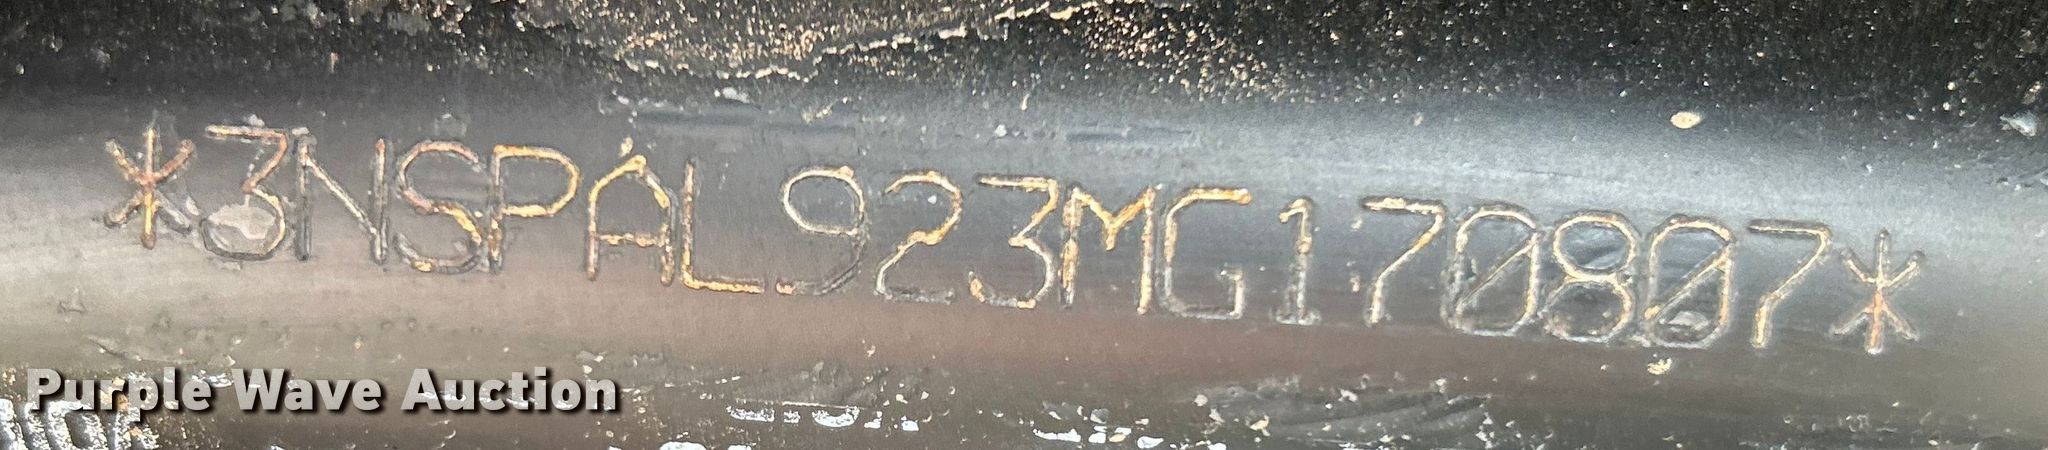 *3NSPAL923MG170807*
Purple Wave Auction